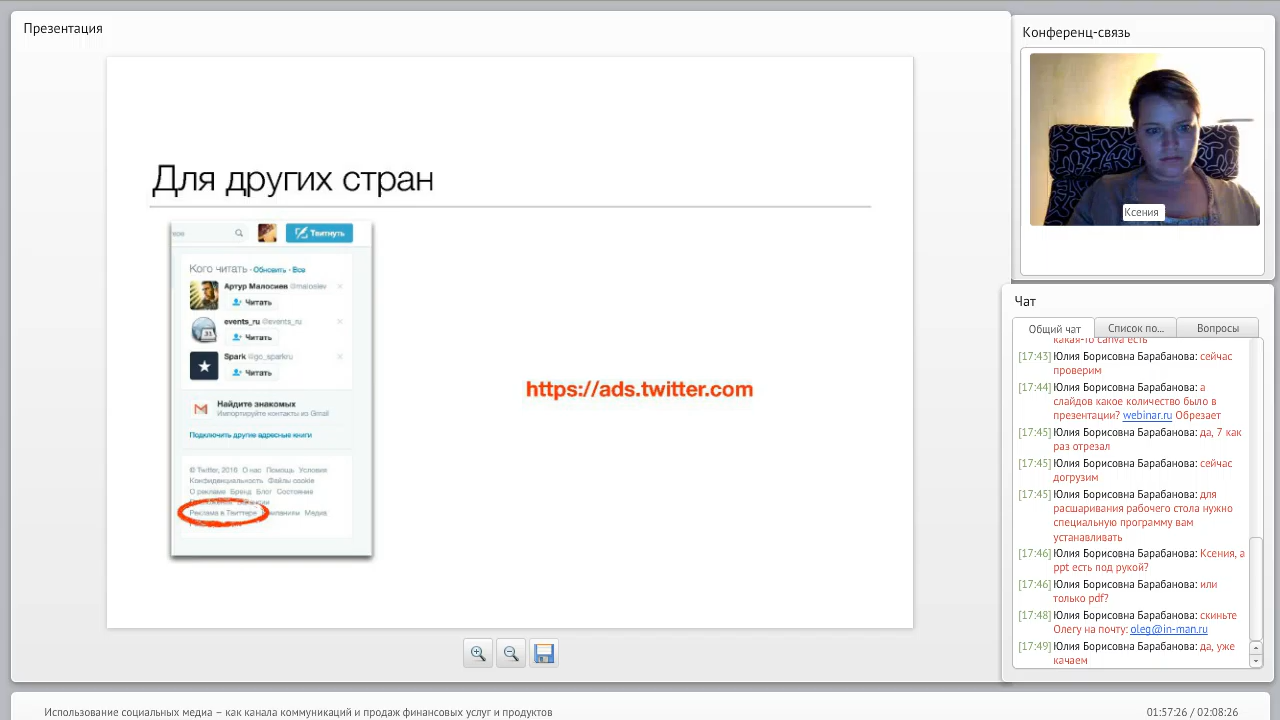 Презентация
Для других стран
Твитнуть
Кого читать · Обновить · Все
Артур Малосиев @malosiev
Читать
events_ru @events_ru
31
Читать
Spark @go_sparkru
Читать
Найдите знакомых
Импортируйте контакты из Gmail
Подключить другие адресные книги
© Twitter, 2016 О нас Помощь Условия
Конфиденциальность Файлы cookie
О рекламе Бренд Блог Состояние
Реклама в Твиттере Медиа
https://ads.twitter.com
Конференц-связь
Ксения
Чат
Общий чат
Список по...
Вопросы
какая-то canva есть
[17:43] Юлия Борисовна Барабанова: сейчас
проверим
[17:44] Юлия Борисовна Барабанова: а
слайдов какое количество было в
презентации? webinar.ru Обрезает
[17:45] Юлия Борисовна Барабанова: да, 7 как
раз отрезал
[17:45] Юлия Борисовна Барабанова: сейчас
догрузим
[17:45] Юлия Борисовна Барабанова: для
расшаривания рабочего стола нужно
специальную программу вам
устанавливать
[17:46] Юлия Борисовна Барабанова: Ксения, а
ppt есть под рукой?
[17:46] Юлия Борисовна Барабанова: или
только pdf?
[17:48] Юлия Борисовна Барабанова: скиньте
Олегу на почту: oleg@in-man.ru
[17:49] Юлия Борисовна Барабанова: да, уже
качаем
Использование социальных медиа – как канала коммуникаций и продаж финансовых услуг и продуктов
01:57:26 / 02:08:26